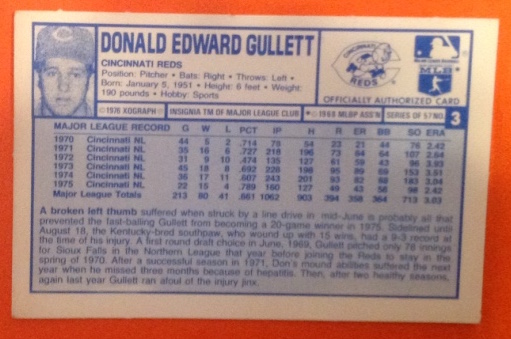 DONALD EDWARD GULLETT
CINCINNATI REDS
Position: Pitcher • Bats: Right • Throws: Left •
Born: January 5, 1951 • Height: 6 feet • Weight:
190 pounds • Hobby: Sports
CINCINNATI
REDS
MLB
OFFICIALLY AUTHORIZED CARD
©1976 XOGRAPH
INSIGNIA TM OF MAJOR LEAGUE CLUB
©1969 MLBP ASS'N
SERIES OF 57 NO. 3
MAJOR LEAGUE RECORD G W L PCT IP H R ER BB SO ERA
1970 Cincinnati NL 44 5 2 .714 78 54 23 21 44 76 2.42
1971 Cincinnati NL 35 16 6 .727 218 196 73 64 64 107 2.64
1972 Cincinnati NL 31 9 10 .474 135 127 61 59 43 96 3.93
1973 Cincinnati NL 45 18 8 .692 228 198 95 89 69 153 3.51
1974 Cincinnati NL 36 17 11 .607 243 201 93 82 183 3.04
1975 Cincinnati NL 22 15 4 .789 160 127 49 43 56 98 2.42
Major League Totals 213 80 41 .661 1062 903 394 358 364 713 3.03
A broken left thumb suffered when struck by a line drive in mid-June is probably all that
prevented the fast-balling Gullett from becoming a 20-game winner in 1975. Sidelined until
August 18, the Kentucky-bred southpaw, who wound up with 15 wins, had a 9-3 record at
the time of his injury. A first round draft choice in June, 1969, Gullett pitched only 78 innings
for Sioux Falls in the Northern League that year before joining the Reds to stay in the
spring of 1970. After a successful season in 1971, Don's mound abilities suffered the next
year when he missed three months because of hepatitis. Then, after two healthy seasons,
again last year Gullett ran afoul of the injury jinx.